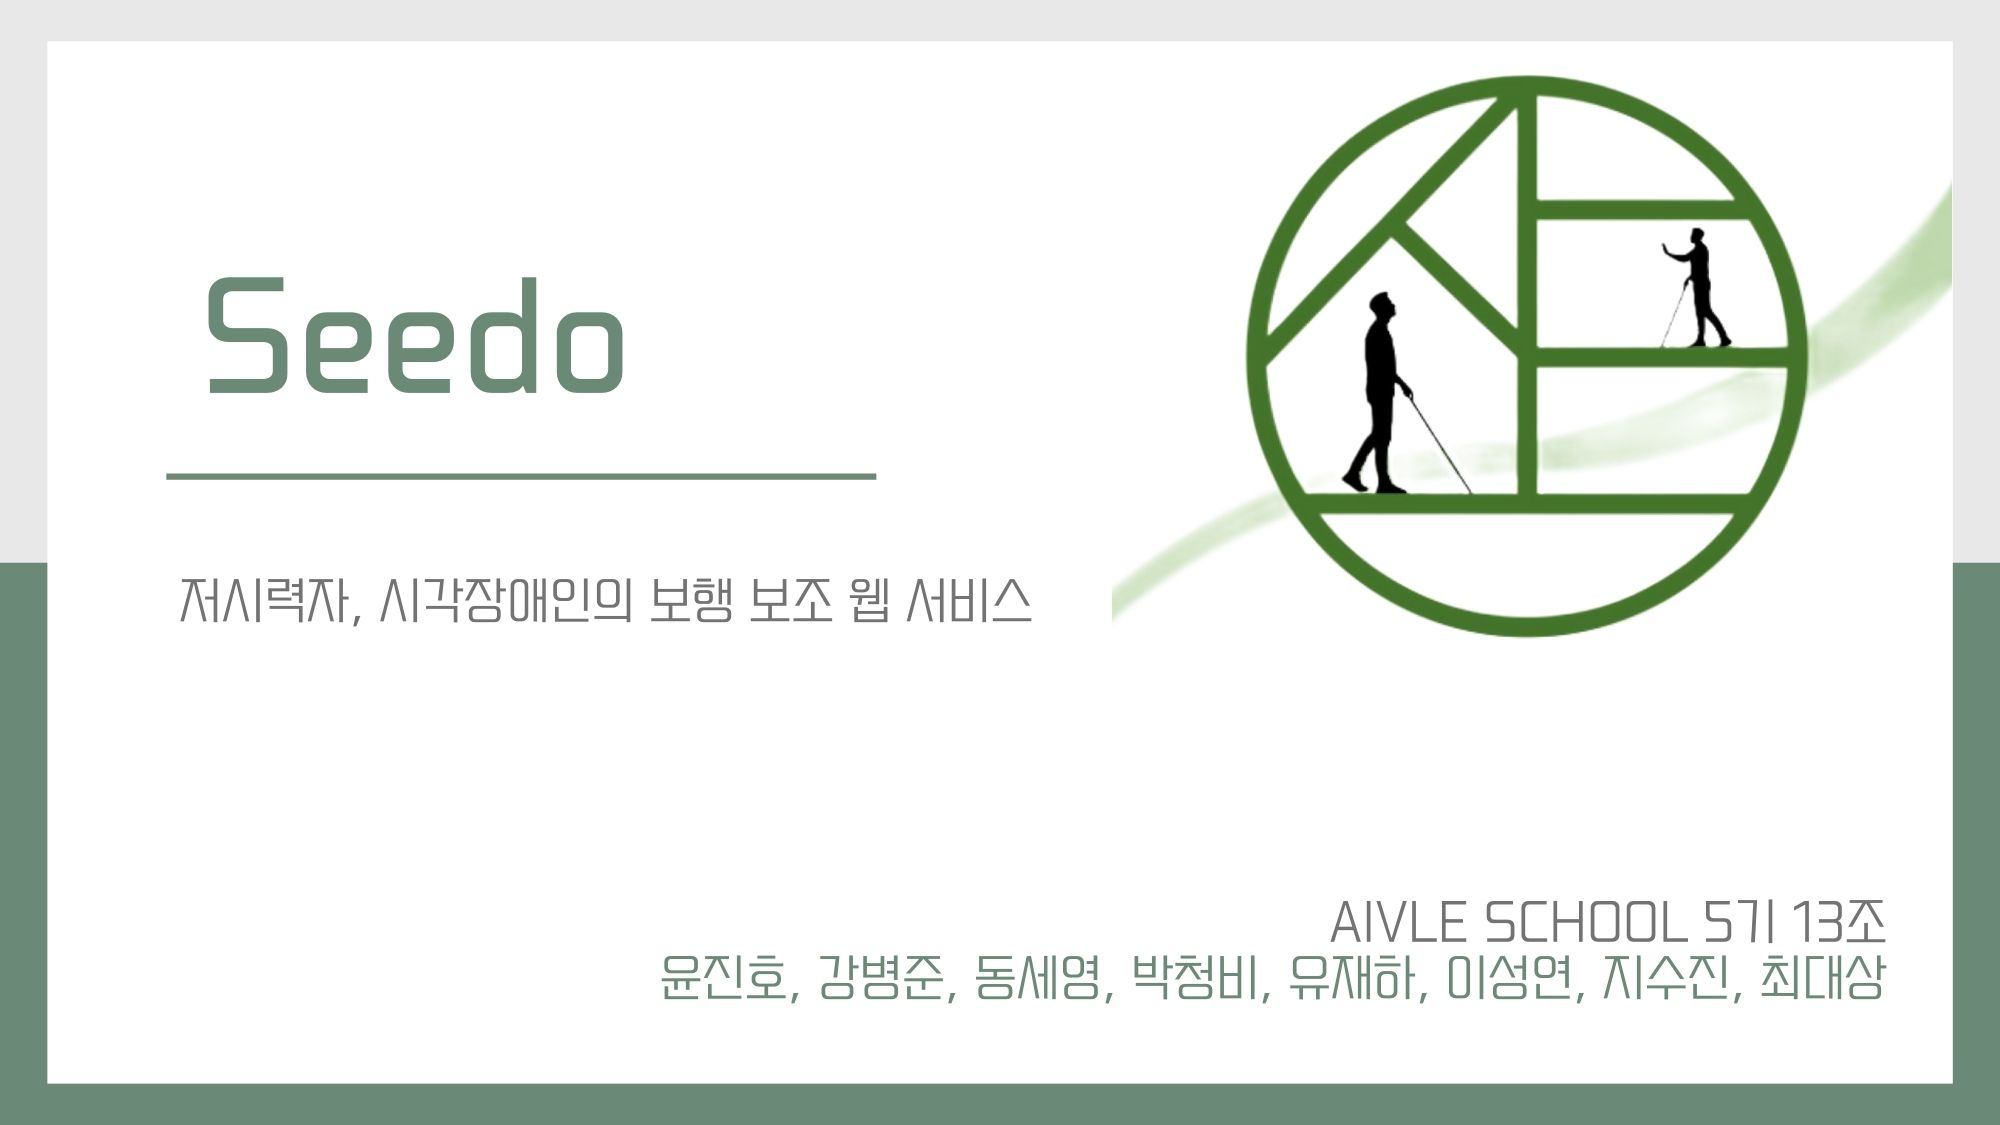 Seedo
저시력자, 시각장애인의 보행 보조 웹 서비스
AIVLE SCHOOL 5기 13조
윤진호, 강병준, 동세영, 박청비, 유재하, 이성연, 지수진, 최대상